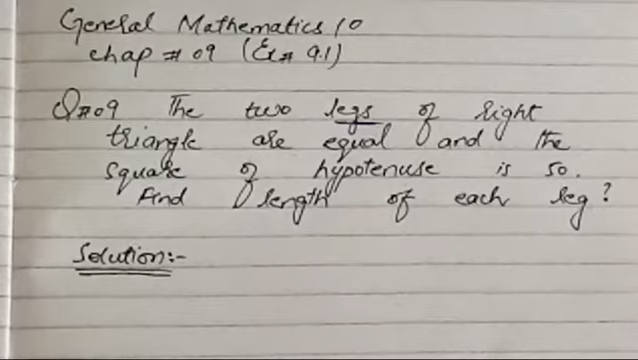 General Mathematics 10
chap # 09 (Ex# 9.1)
Q#09 The two legs of right
triangle are equal and the
square of hypotenuse is 50.
Find length of each leg?
Solution:-